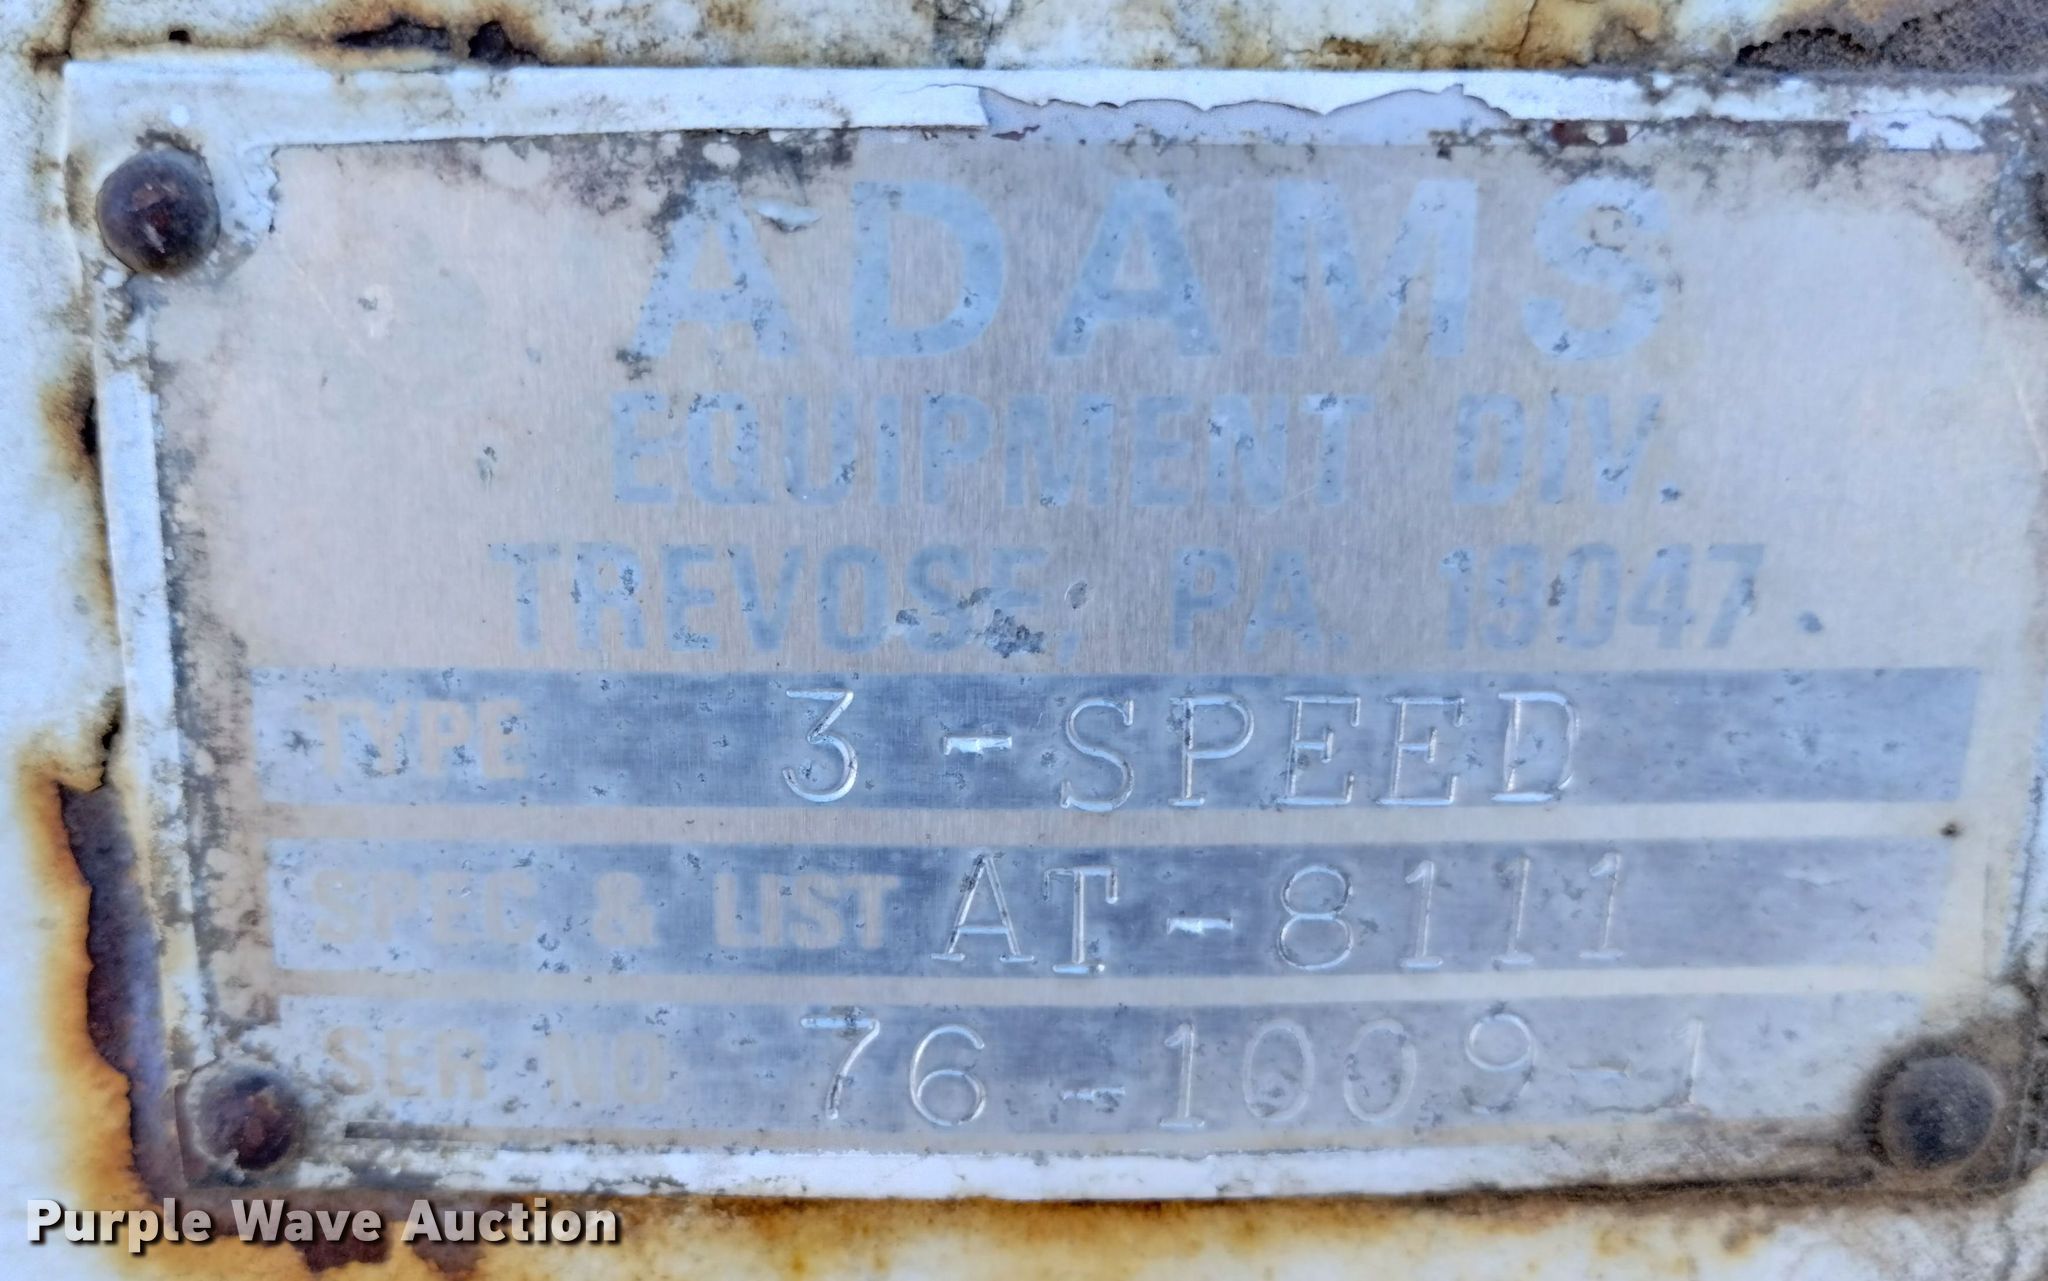 ADAMS
EQUIPMENT DIV.
TREVOSE, PA. 19047
TYPE 3-SPEED
SPEC & LIST AT-8111
SER NO 76-1009-1
Purple Wave Auction